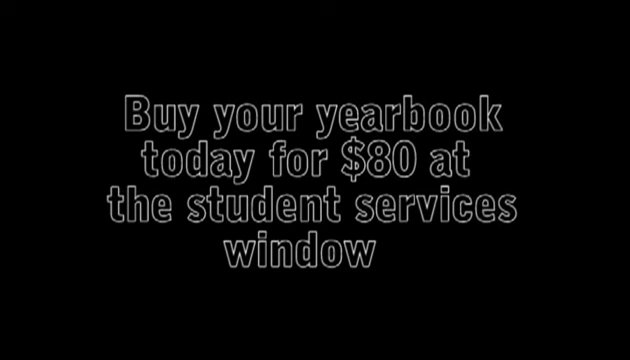 Buy your yearbook
today for $80 at
the student services
window